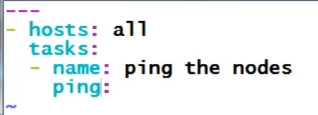 ---
- hosts: all
  tasks:
  - name: ping the nodes
    ping:
~